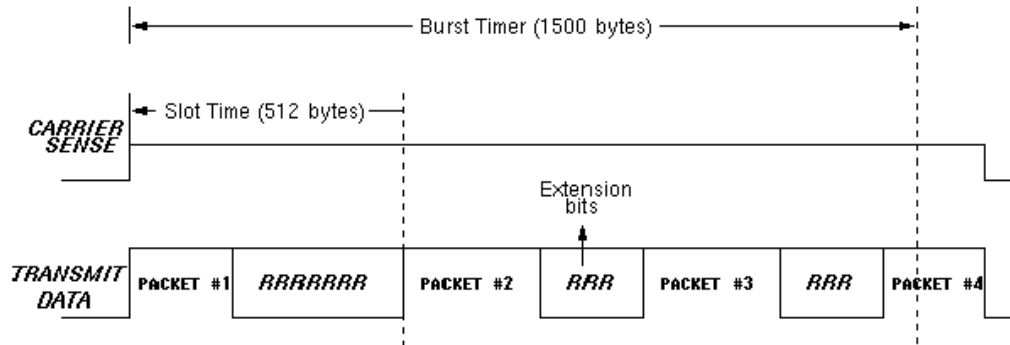 Burst Timer (1500 bytes)
Slot Time (512 bytes)
CARRIER
SENSE
Extension
bits
TRANSMIT
DATA
PACKET #1
RRRRRRR
PACKET #2
RRR
PACKET #3
RRR
PACKET #4